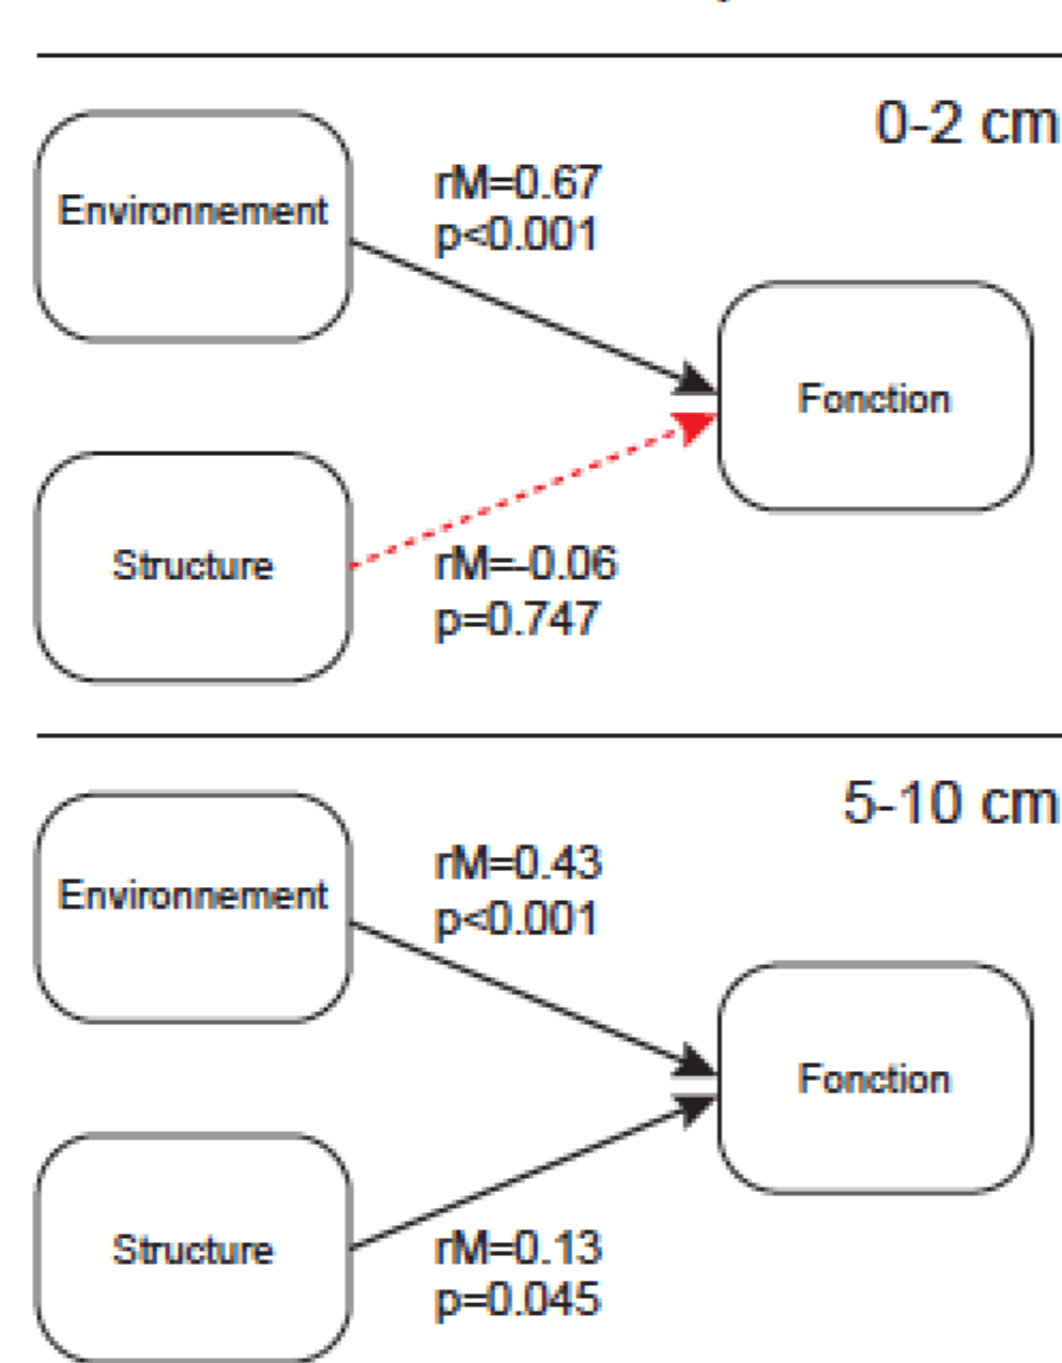 0-2 cm
Environnement
rM=0.67
p<0.001
Fonction
Structure
rM=-0.06
p=0.747
5-10 cm
Environnement
rM=0.43
p<0.001
Fonction
Structure
rM=0.13
p=0.045